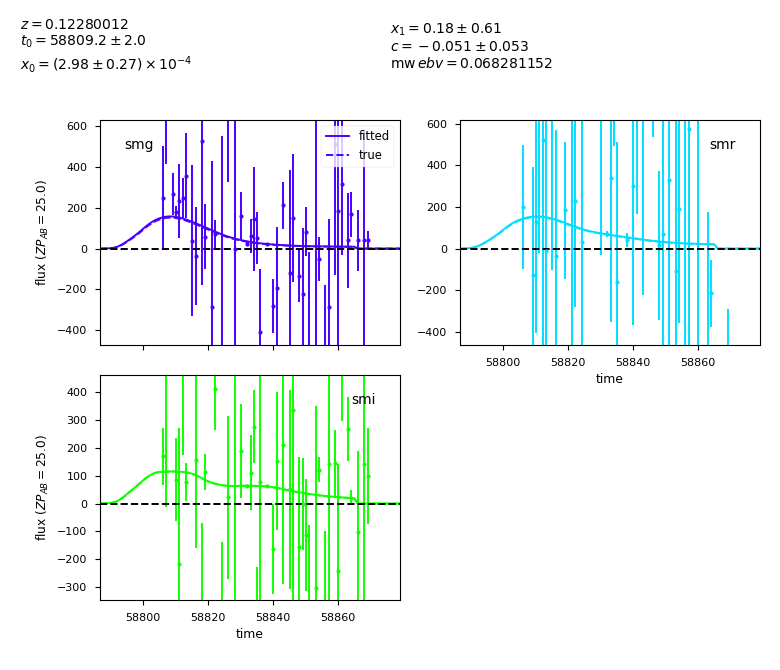 z = 0.12280012
t₀ = 58809.2 ± 2.0
x₀ = (2.98 ± 0.27) × 10⁻⁴
x₁ = 0.18 ± 0.61
c = −0.051 ± 0.053
mw ebv = 0.068281152
smg
fitted
true
600
400
200
0
−200
−400
flux (ZP_AB = 25.0)
smr
600
400
200
0
−200
−400
58800 58820 58840 58860
time
smi
400
300
200
100
0
−100
−200
−300
flux (ZP_AB = 25.0)
58800 58820 58840 58860
time